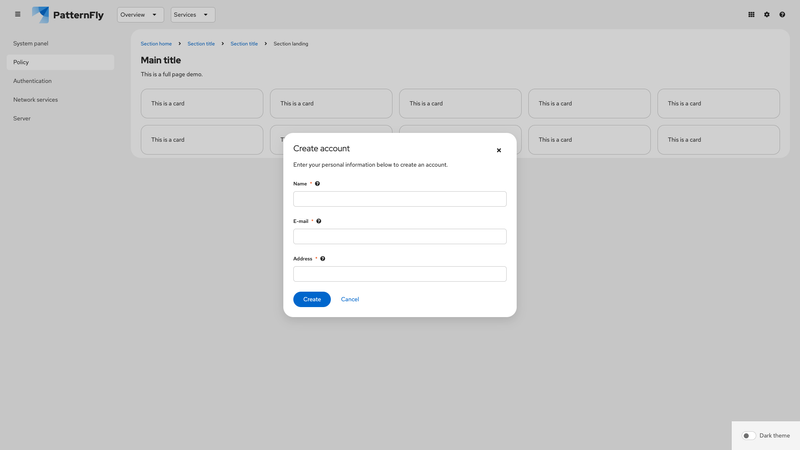 PatternFly
Overview
Services
System panel
Policy
Authentication
Network services
Server
Section home
Section title
Section title
Section landing
Main title
This is a full page demo.
This is a card
This is a card
This is a card
This is a card
This is a card
This is a card
This is a card
This is a card
Create account
Enter your personal information below to create an account.
Name *
E-mail *
Address *
Create
Cancel
Dark theme